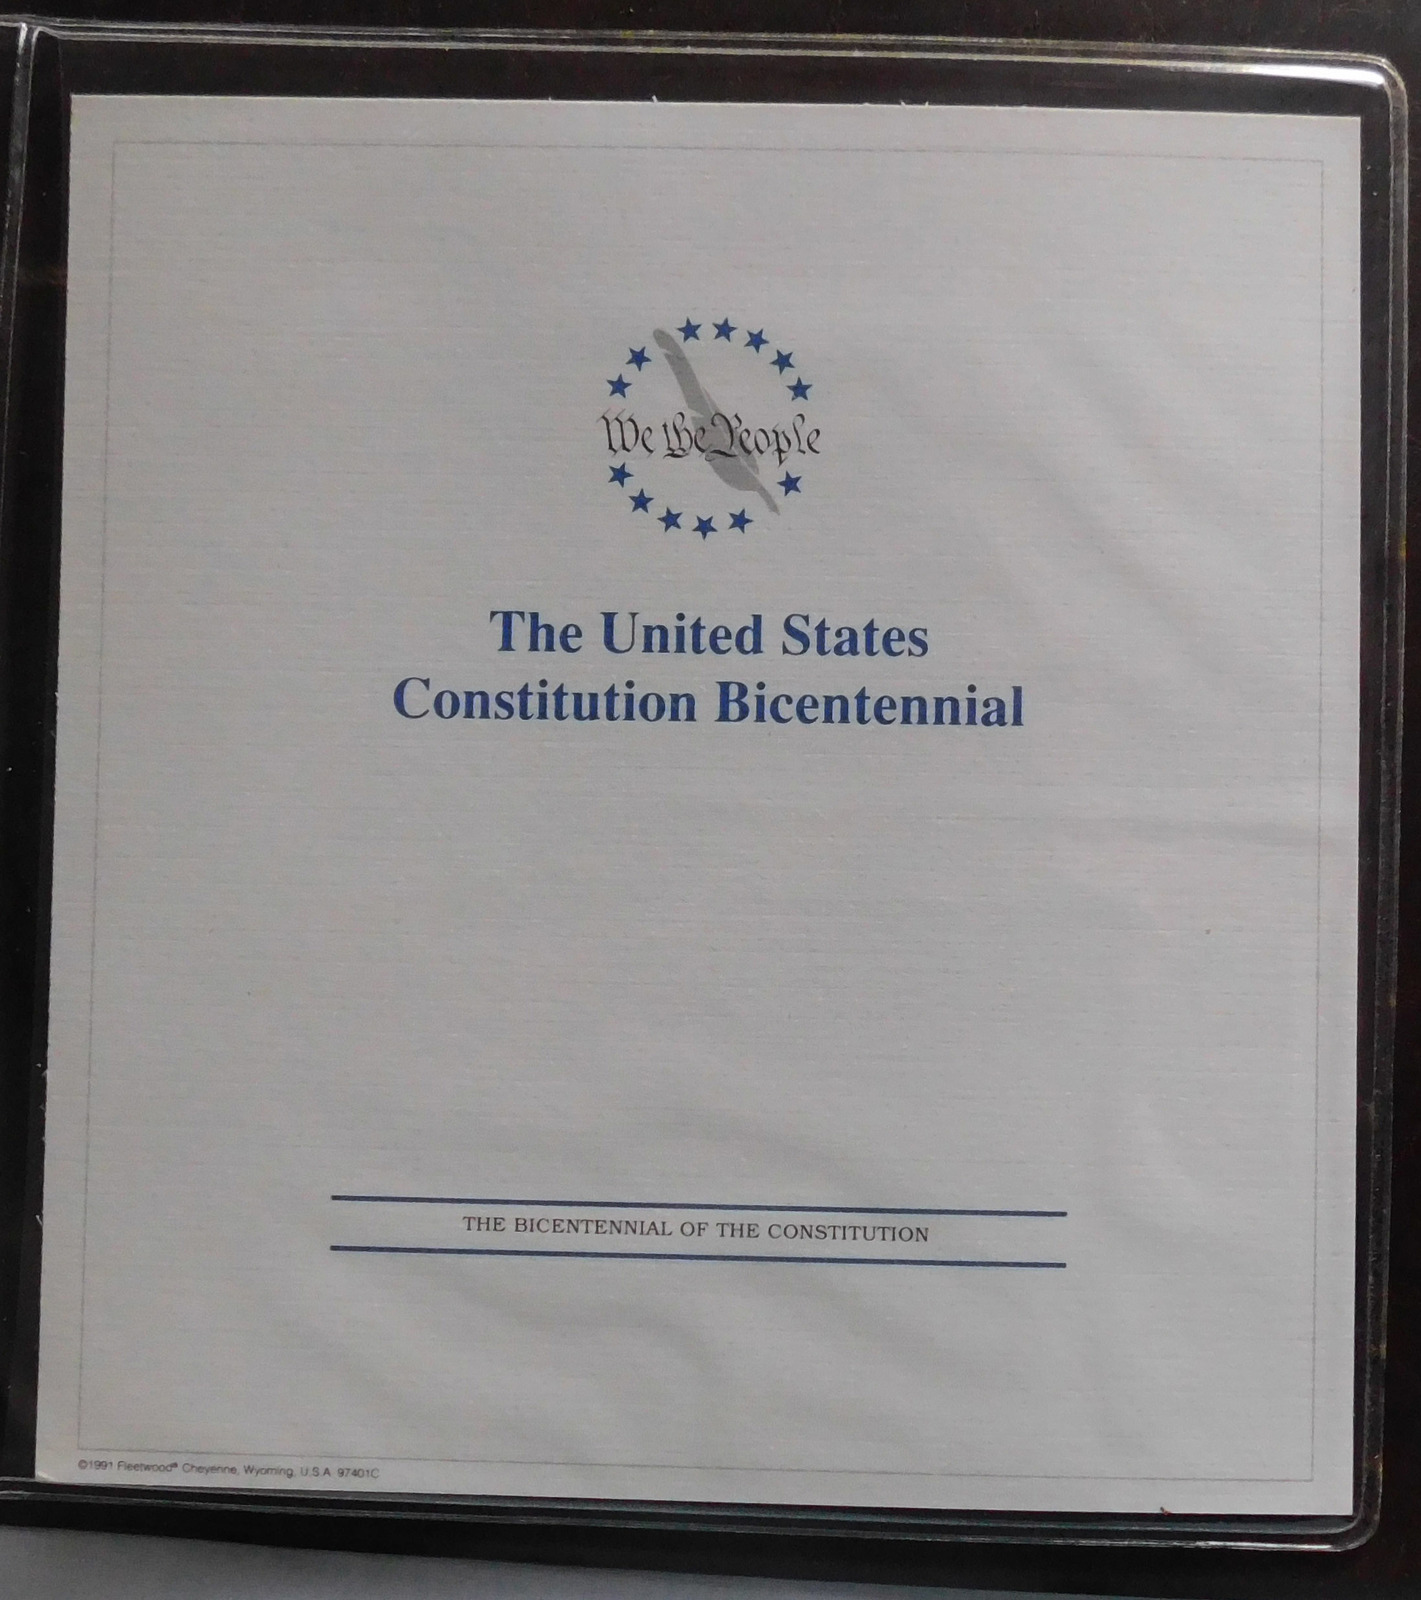 We the People
The United States
Constitution Bicentennial
THE BICENTENNIAL OF THE CONSTITUTION
©1991 Fleetwood® Cheyenne, Wyoming, U.S.A. 97401C